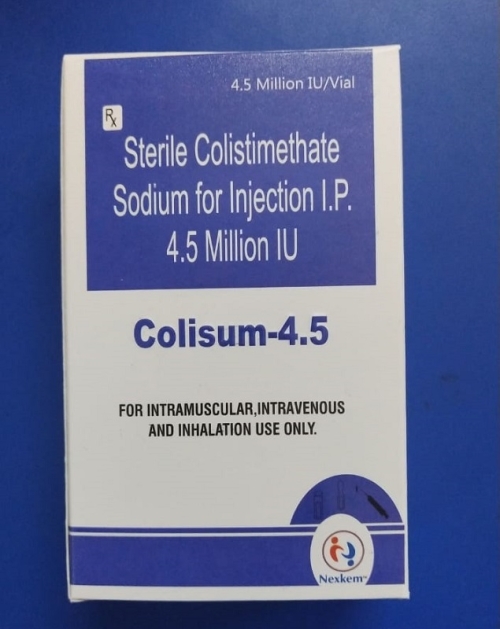 4.5 Million IU/Vial
Rx
Sterile Colistimethate
Sodium for Injection I.P.
4.5 Million IU
Colisum-4.5
FOR INTRAMUSCULAR,INTRAVENOUS
AND INHALATION USE ONLY.
Nexkem™